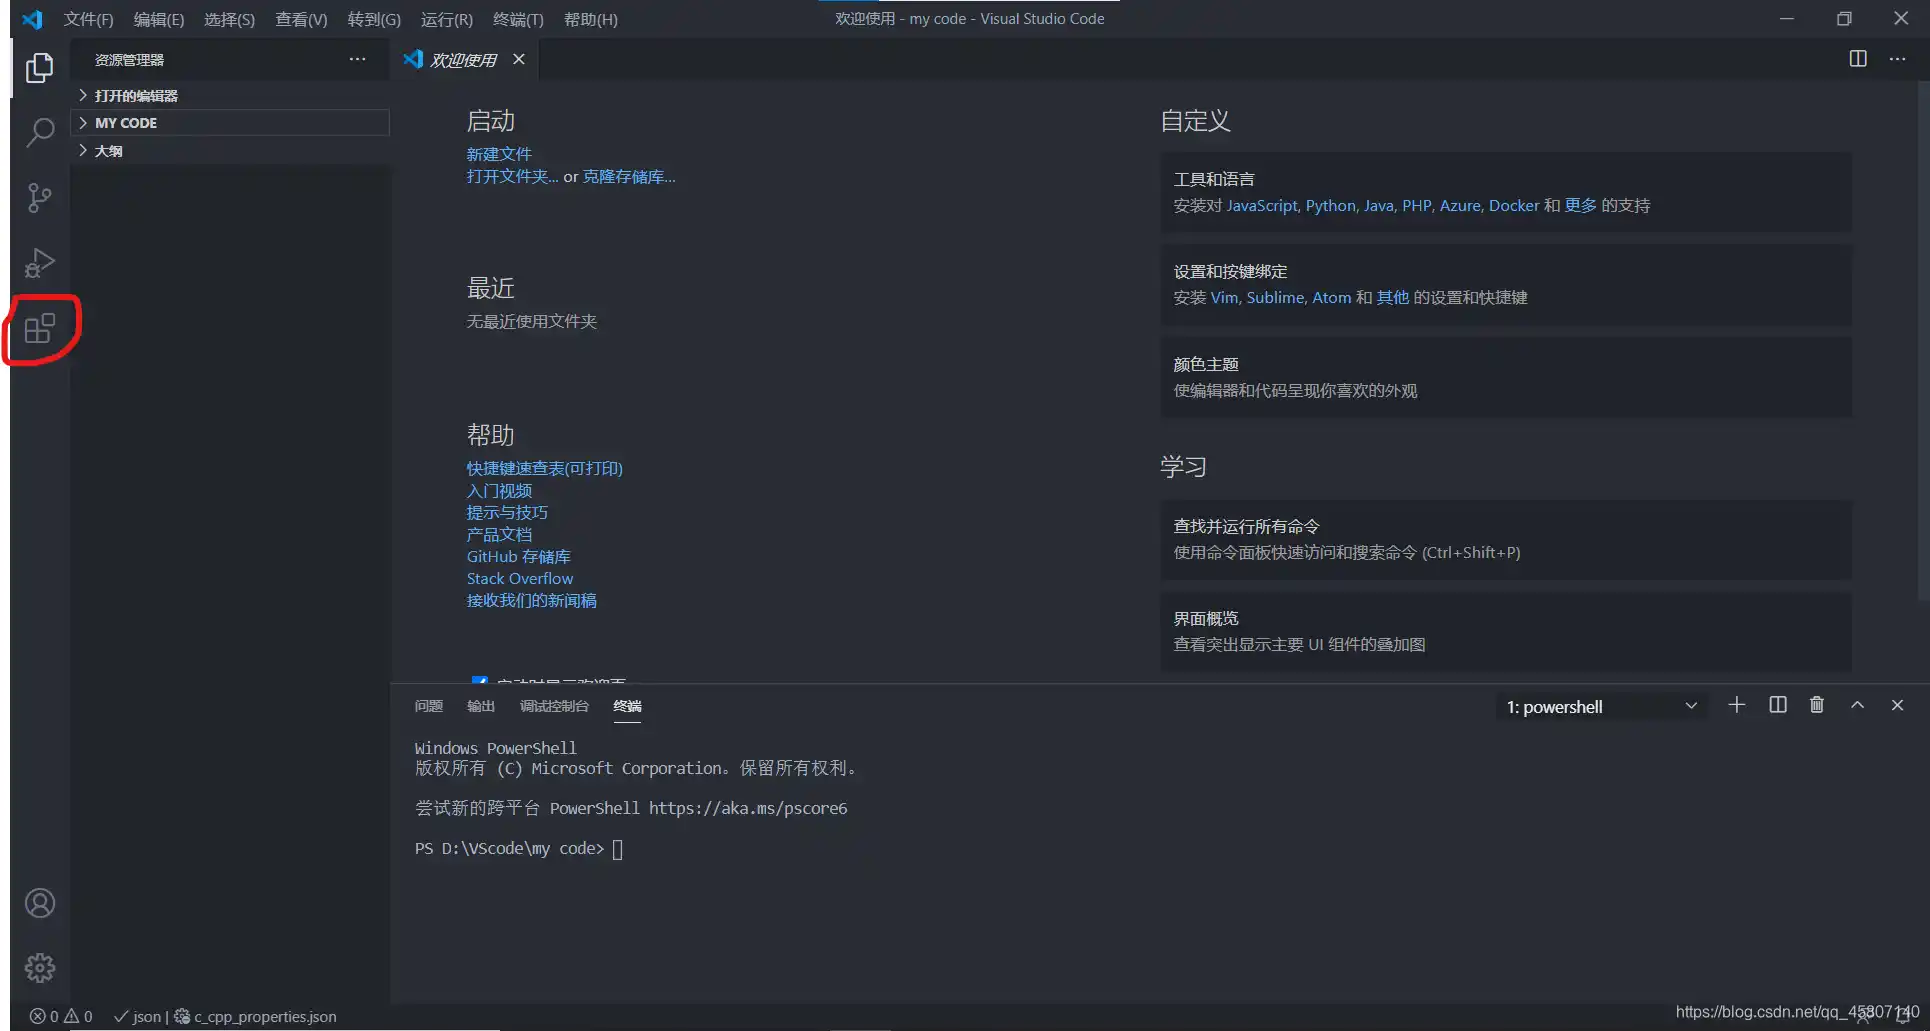 文件(F) 编辑(E) 选择(S) 查看(V) 转到(G) 运行(R) 终端(T) 帮助(H) 欢迎使用 - my code - Visual Studio Code
资源管理器
欢迎使用
打开的编辑器
MY CODE
大纲
启动
新建文件
打开文件夹... or 克隆存储库...
最近
无最近使用文件夹
帮助
快捷键速查表(可打印)
入门视频
提示与技巧
产品文档
GitHub 存储库
Stack Overflow
接收我们的新闻稿
启动时显示欢迎页
自定义
工具和语言
安装对 JavaScript, Python, Java, PHP, Azure, Docker 和 更多 的支持
设置和按键绑定
安装 Vim, Sublime, Atom 和 其他 的设置和快捷键
颜色主题
使编辑器和代码呈现你喜欢的外观
学习
查找并运行所有命令
使用命令面板快速访问和搜索命令 (Ctrl+Shift+P)
界面概览
查看突出显示主要 UI 组件的叠加图
问题 输出 调试控制台 终端 1: powershell
Windows PowerShell
版权所有 (C) Microsoft Corporation。保留所有权利。
尝试新的跨平台 PowerShell https://aka.ms/pscore6
PS D:\VScode\my code>
0 0 json | c_cpp_properties.json
https://blog.csdn.net/qq_45807140